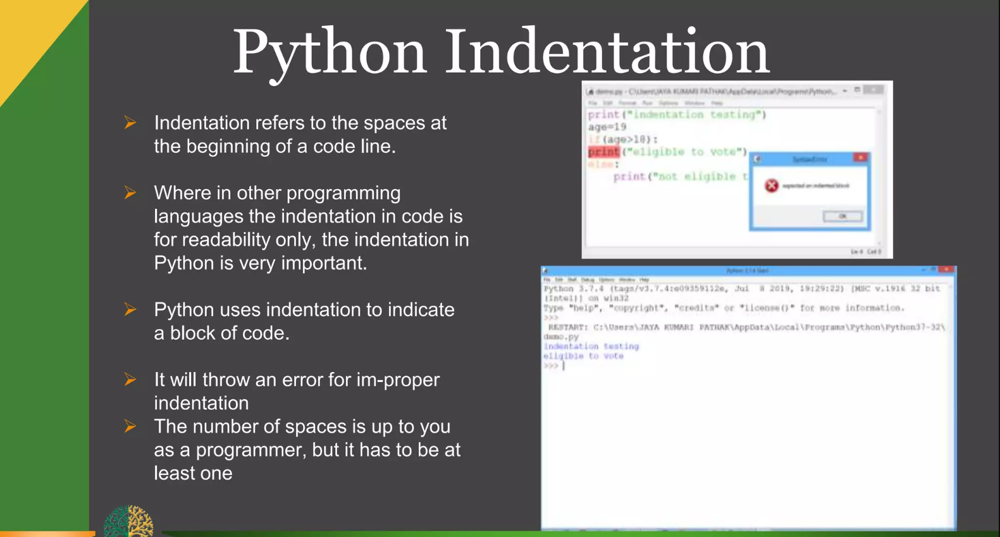 Python Indentation
Indentation refers to the spaces at
the beginning of a code line.
Where in other programming
languages the indentation in code is
for readability only, the indentation in
Python is very important.
Python uses indentation to indicate
a block of code.
It will throw an error for im-proper
indentation
The number of spaces is up to you
as a programmer, but it has to be at
least one
demo.py - C:\Users\JAYA KUMARI PATHAK\AppData\Local\Programs\Python\...
File Edit Format Run Options Window Help
print("indentation testing")
age=19
if(age>18):
print("eligible to vote")
else:
print("not eligible t
SyntaxError
expected an indented block
OK
Ln: 4 Col: 0
Python 3.7.4 Shell
File Edit Shell Debug Options Window Help
Python 3.7.4 (tags/v3.7.4:e09359112e, Jul 8 2019, 19:29:22) [MSC v.1916 32 bit
(Intel)] on win32
Type "help", "copyright", "credits" or "license()" for more information.
>>>
RESTART: C:\Users\JAYA KUMARI PATHAK\AppData\Local\Programs\Python\Python37-32\
demo.py
indentation testing
eligible to vote
>>>